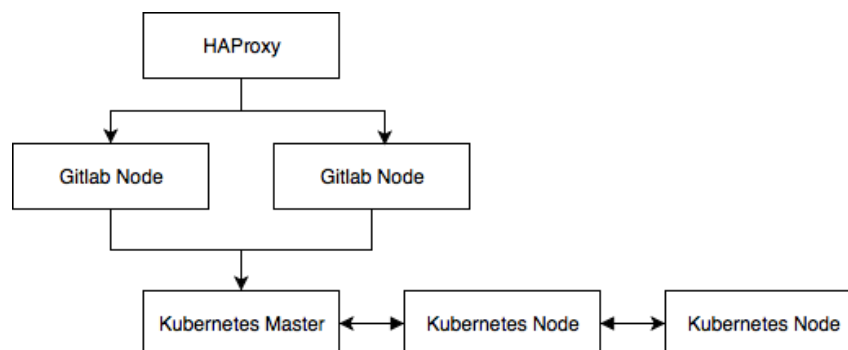 HAProxy
Gitlab Node
Gitlab Node
Kubernetes Master
Kubernetes Node
Kubernetes Node